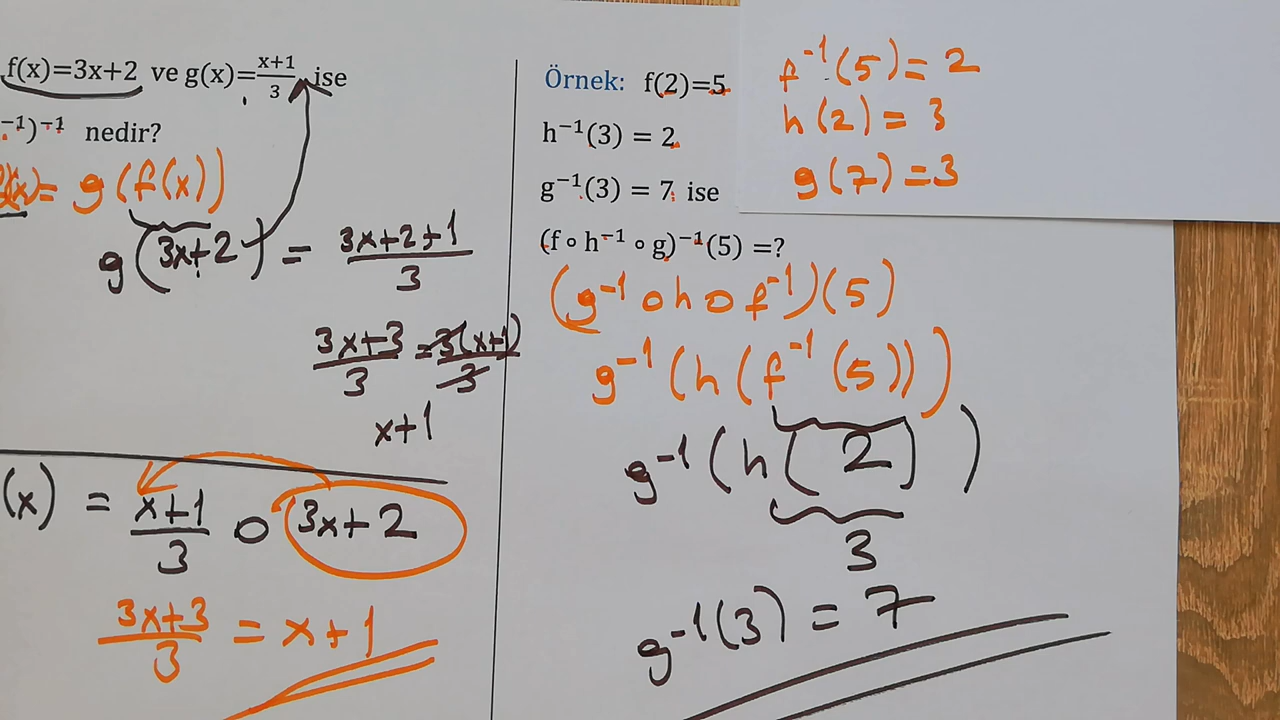 f(x)=3x+2 ve g(x)=x+1/3 ise
⁻¹)⁻¹ nedir?
(x)= g(f(x))
g(3x+2) = 3x+2+1/3
3x+3/3 = 3(x+1)/3
x+1
(x) = x+1/3 o 3x+2
3x+3/3 = x+1
Örnek: f(2)=5
h⁻¹(3) = 2
g⁻¹(3) = 7 ise
(f∘h⁻¹∘g)⁻¹(5) =?
(g⁻¹ o h o f⁻¹)(5)
g⁻¹(h(f⁻¹(5)))
g⁻¹(h(2))
3
g⁻¹(3) = 7
f⁻¹(5) = 2
h(2) = 3
g(7) = 3